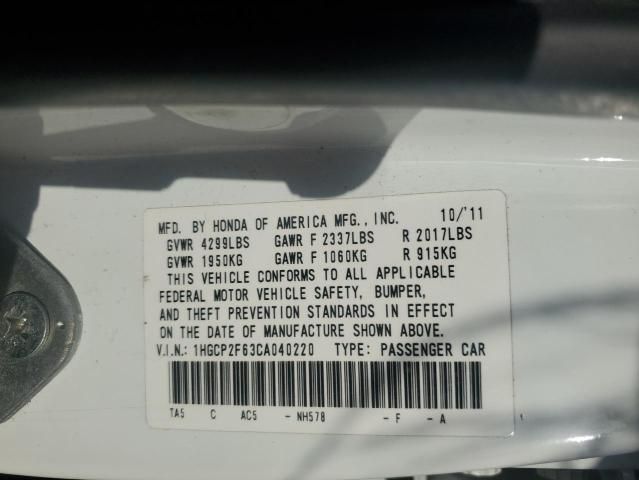 MFD. BY HONDA OF AMERICA MFG., INC. 10/'11
GVWR 4299LBS GAWR F 2337LBS R 2017LBS
GVWR 1950KG GAWR F 1060KG R 915KG
THIS VEHICLE CONFORMS TO ALL APPLICABLE
FEDERAL MOTOR VEHICLE SAFETY, BUMPER,
AND THEFT PREVENTION STANDARDS IN EFFECT
ON THE DATE OF MANUFACTURE SHOWN ABOVE.
V.I.N.: 1HGCP2F63CA040220 TYPE: PASSENGER CAR
TA5 C AC5 - NH578 - F - A